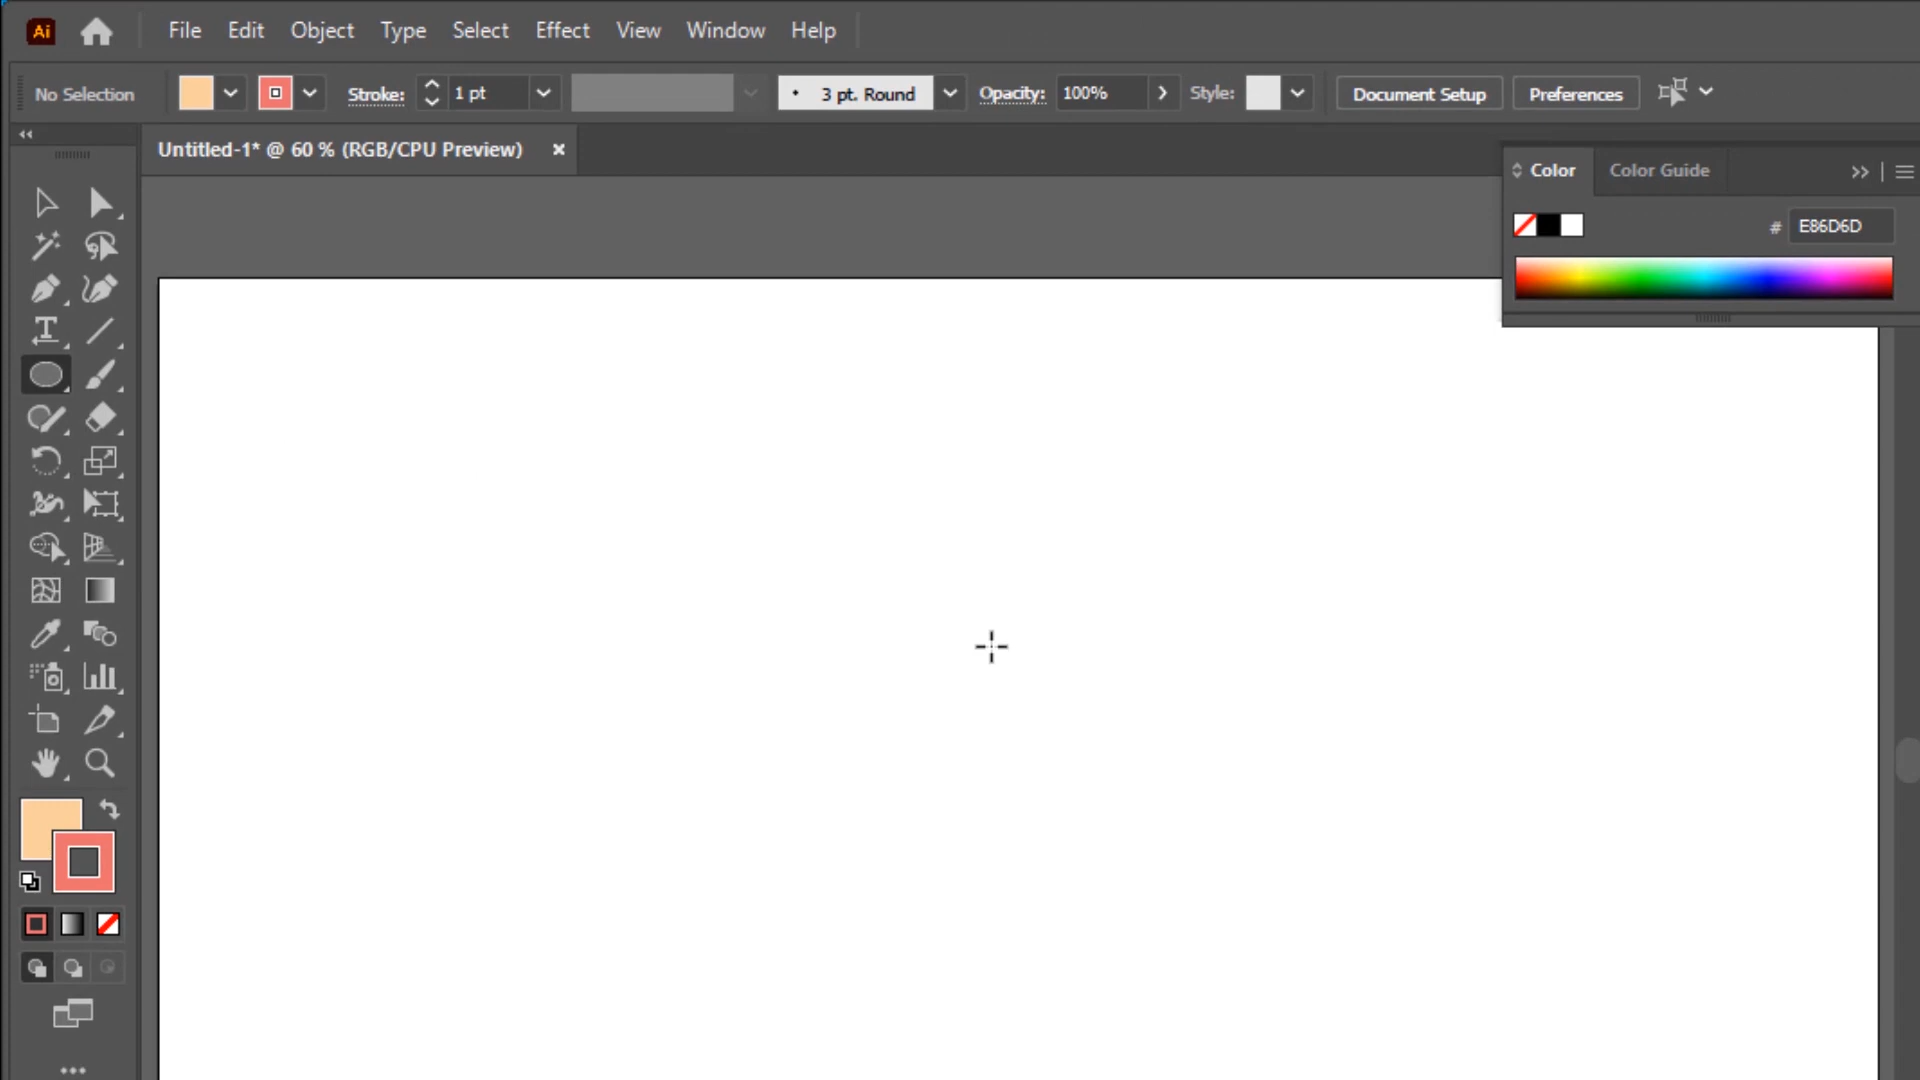 Ai File Edit Object Type Select Effect View Window Help
No Selection Stroke: 1 pt 3 pt. Round Opacity: 100% Style: Document Setup Preferences
Untitled-1* @ 60 % (RGB/CPU Preview) ×
Color Color Guide
# E86D6D